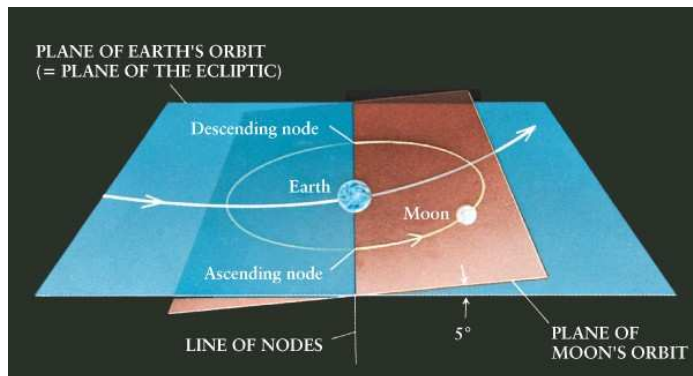 PLANE OF EARTH'S ORBIT
(= PLANE OF THE ECLIPTIC)
Descending node
Earth
Moon
Ascending node
5°
LINE OF NODES
PLANE OF
MOON'S ORBIT